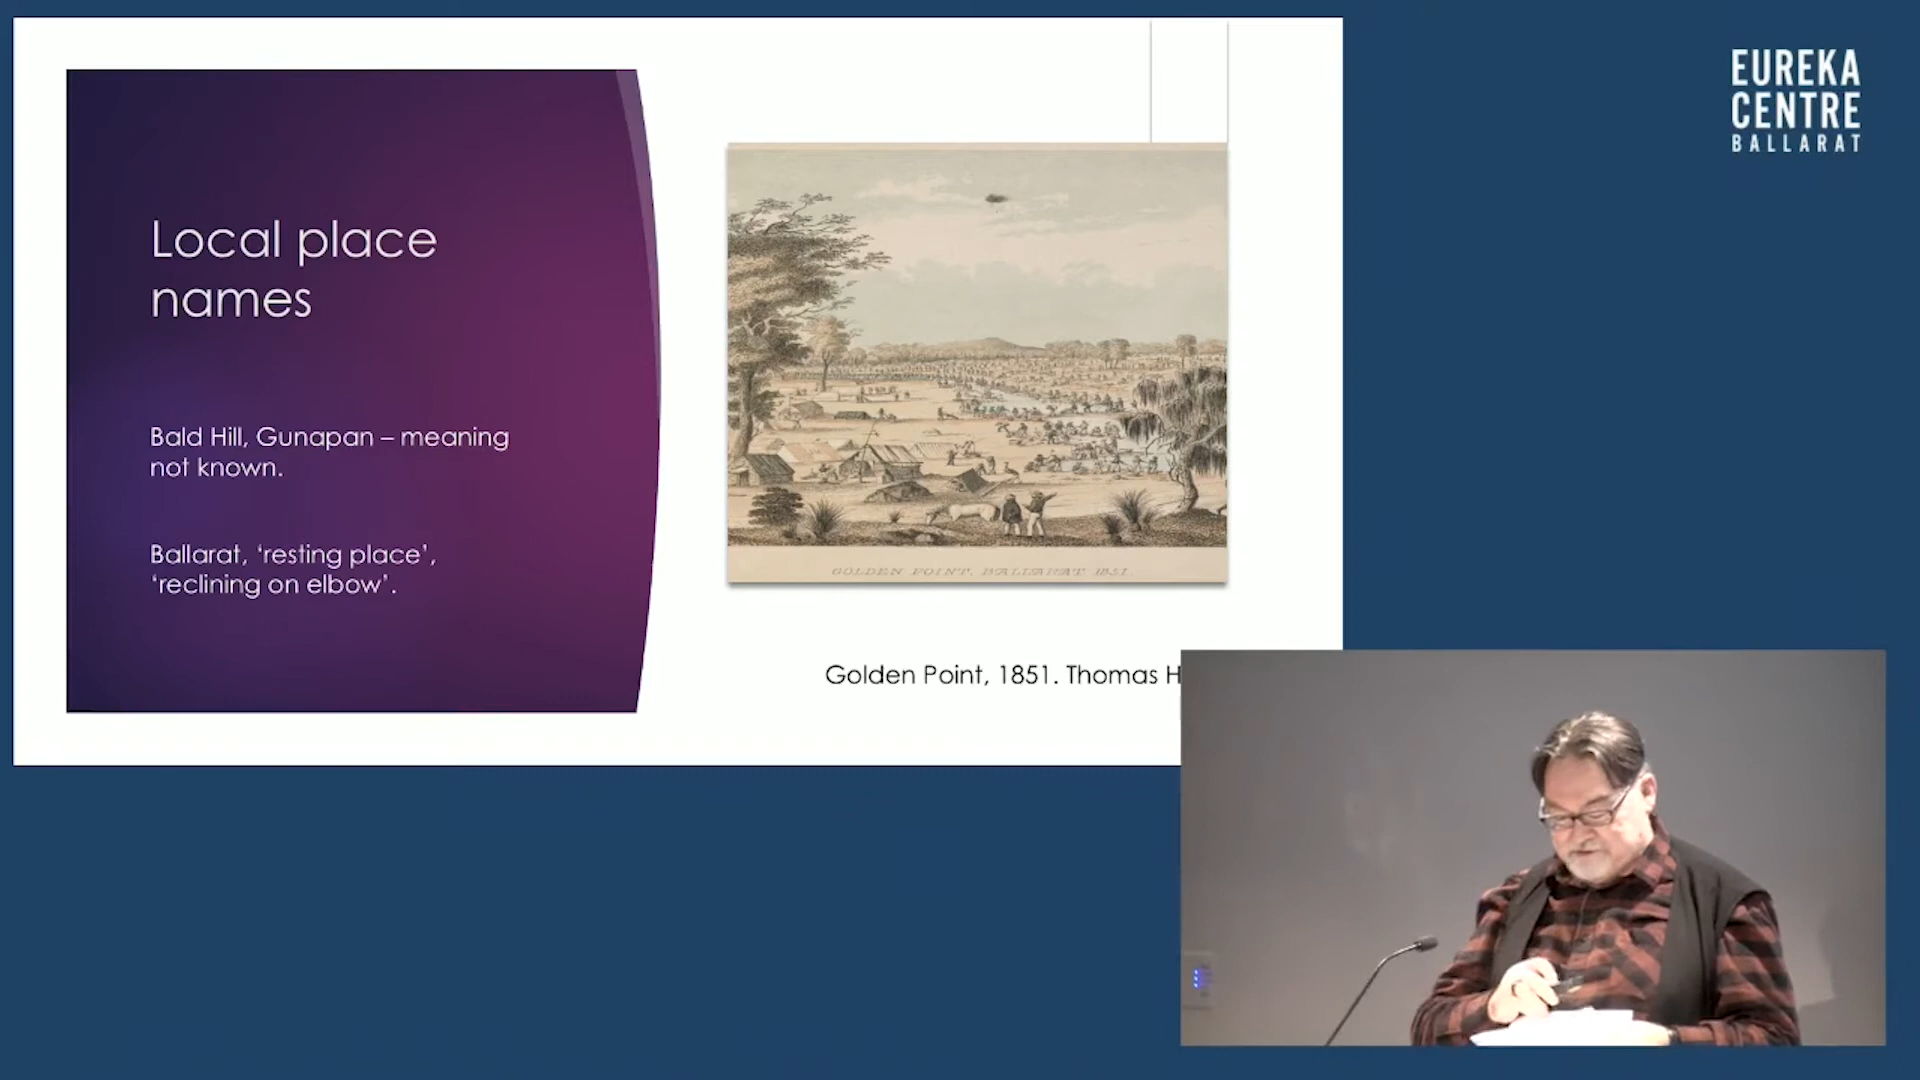 EUREKA
CENTRE
BALLARAT
Local place
names
Bald Hill, Gunapan – meaning
not known.
Ballarat, ‘resting place’,
‘reclining on elbow’.
GOLDEN POINT, BALLARAT 1851.
Golden Point, 1851. Thomas H